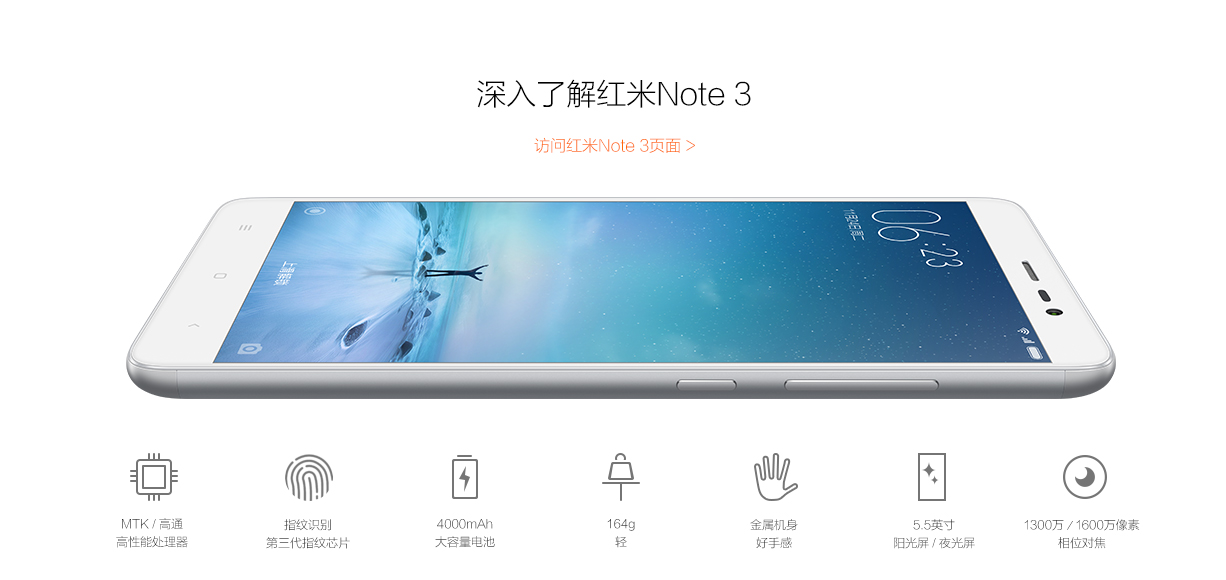 深入了解红米Note 3
访问红米Note 3页面 >
06:23
上滑解锁
MTK / 高通
高性能处理器
指纹识别
第三代指纹芯片
4000mAh
大容量电池
164g
轻
金属机身
好手感
5.5英寸
阳光屏 / 夜光屏
1300万 / 1600万像素
相位对焦